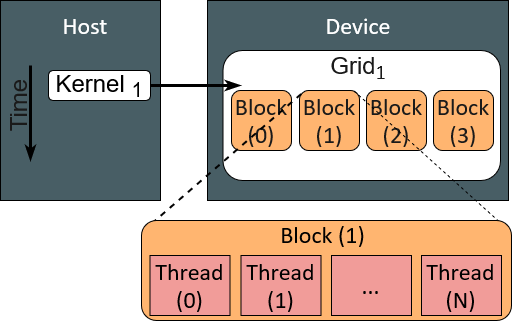 Host
Device
Time
Kernel 1
Grid1
Block
(0)
Block
(1)
Block
(2)
Block
(3)
Block (1)
Thread
(0)
Thread
(1)
...
Thread
(N)